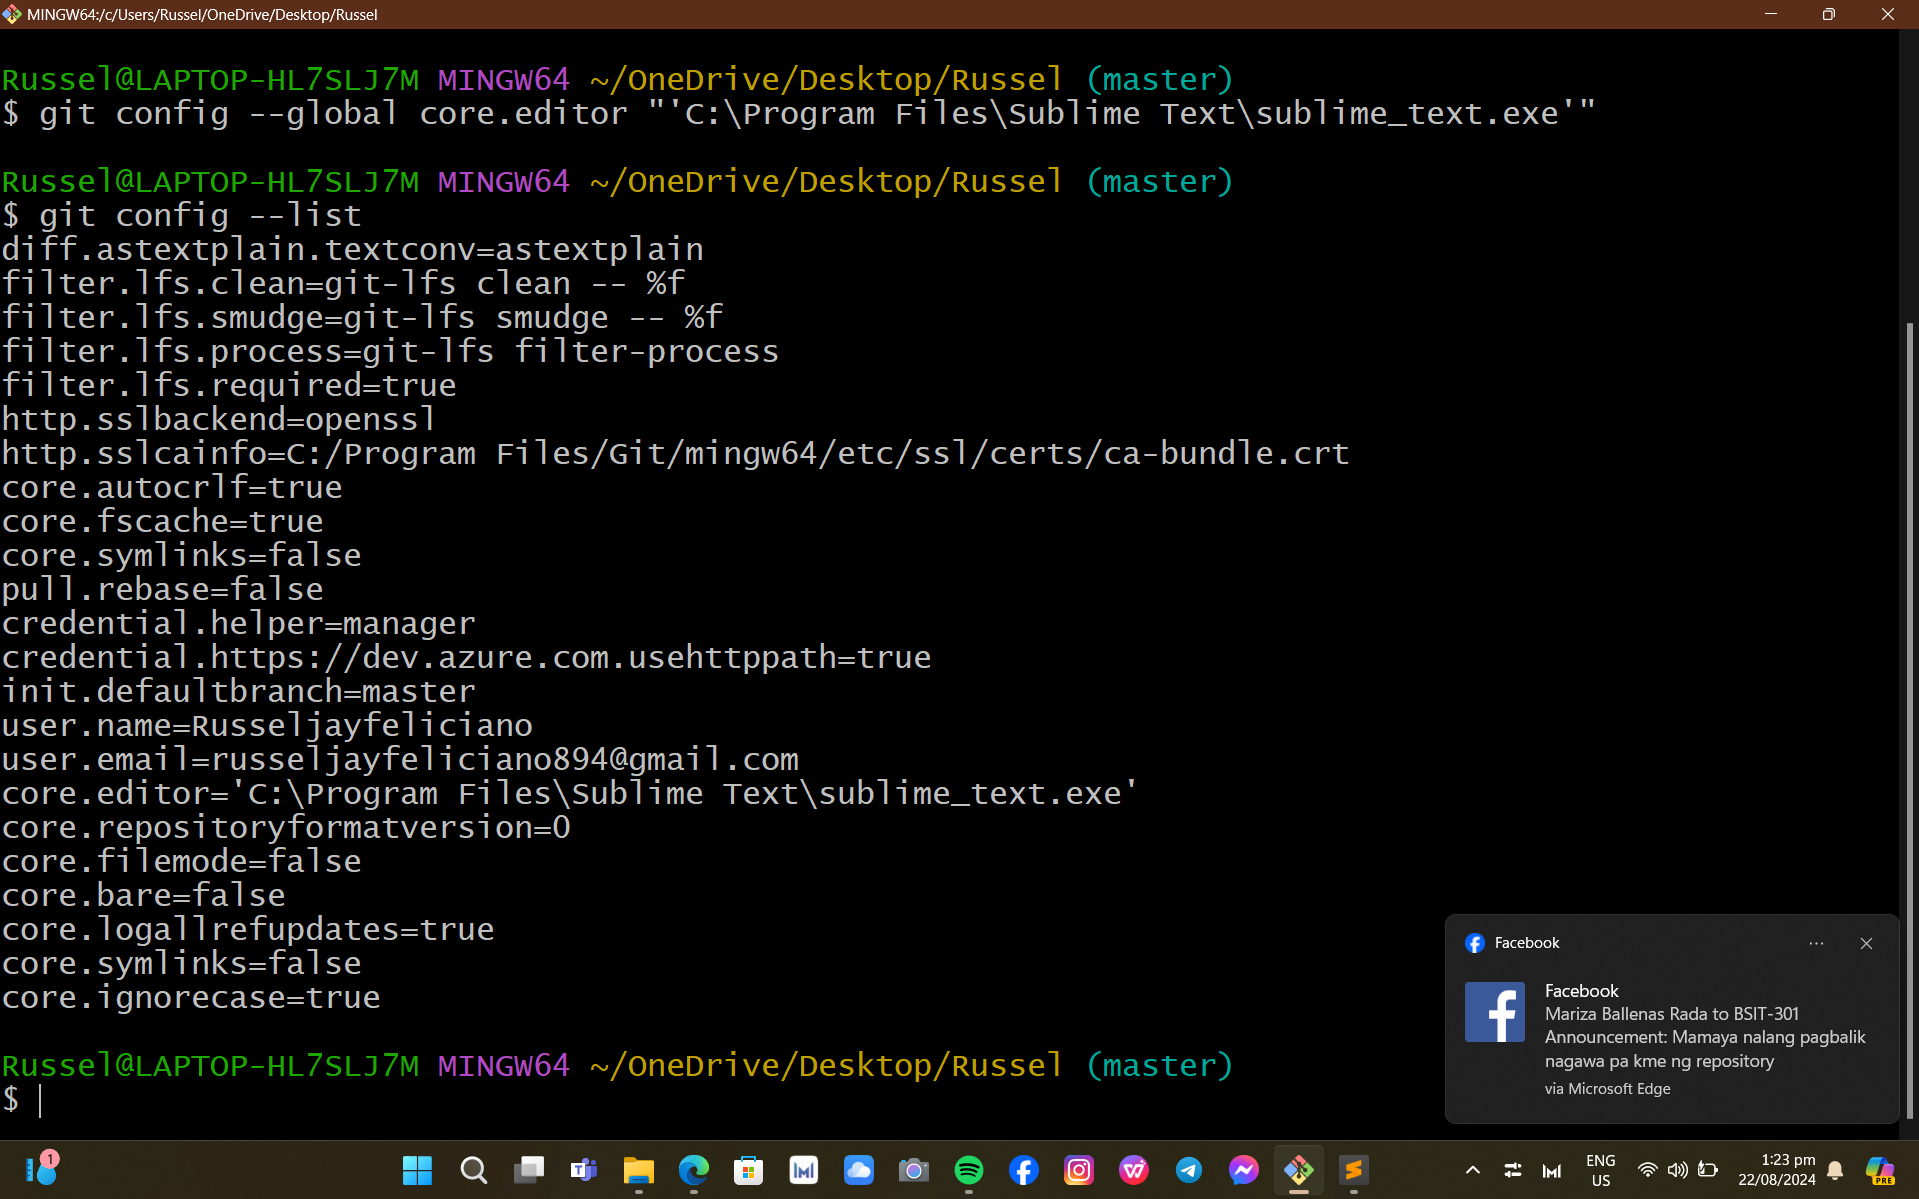 MINGW64:/c/Users/Russel/OneDrive/Desktop/Russel
Russel@LAPTOP-HL7SLJ7M MINGW64 ~/OneDrive/Desktop/Russel (master)
$ git config --global core.editor "'C:\Program Files\Sublime Text\sublime_text.exe'"
Russel@LAPTOP-HL7SLJ7M MINGW64 ~/OneDrive/Desktop/Russel (master)
$ git config --list
diff.astextplain.textconv=astextplain
filter.lfs.clean=git-lfs clean -- %f
filter.lfs.smudge=git-lfs smudge -- %f
filter.lfs.process=git-lfs filter-process
filter.lfs.required=true
http.sslbackend=openssl
http.sslcainfo=C:/Program Files/Git/mingw64/etc/ssl/certs/ca-bundle.crt
core.autocrlf=true
core.fscache=true
core.symlinks=false
pull.rebase=false
credential.helper=manager
credential.https://dev.azure.com.usehttppath=true
init.defaultbranch=master
user.name=Russeljayfeliciano
user.email=russeljayfeliciano894@gmail.com
core.editor='C:\Program Files\Sublime Text\sublime_text.exe'
core.repositoryformatversion=0
core.filemode=false
core.bare=false
core.logallrefupdates=true
core.symlinks=false
core.ignorecase=true
Russel@LAPTOP-HL7SLJ7M MINGW64 ~/OneDrive/Desktop/Russel (master)
$
Facebook
Facebook
Mariza Ballenas Rada to BSIT-301
Announcement: Mamaya nalang pagbalik
nagawa pa kme ng repository
via Microsoft Edge
1
ENG
US
1:23 pm
22/08/2024
PRE